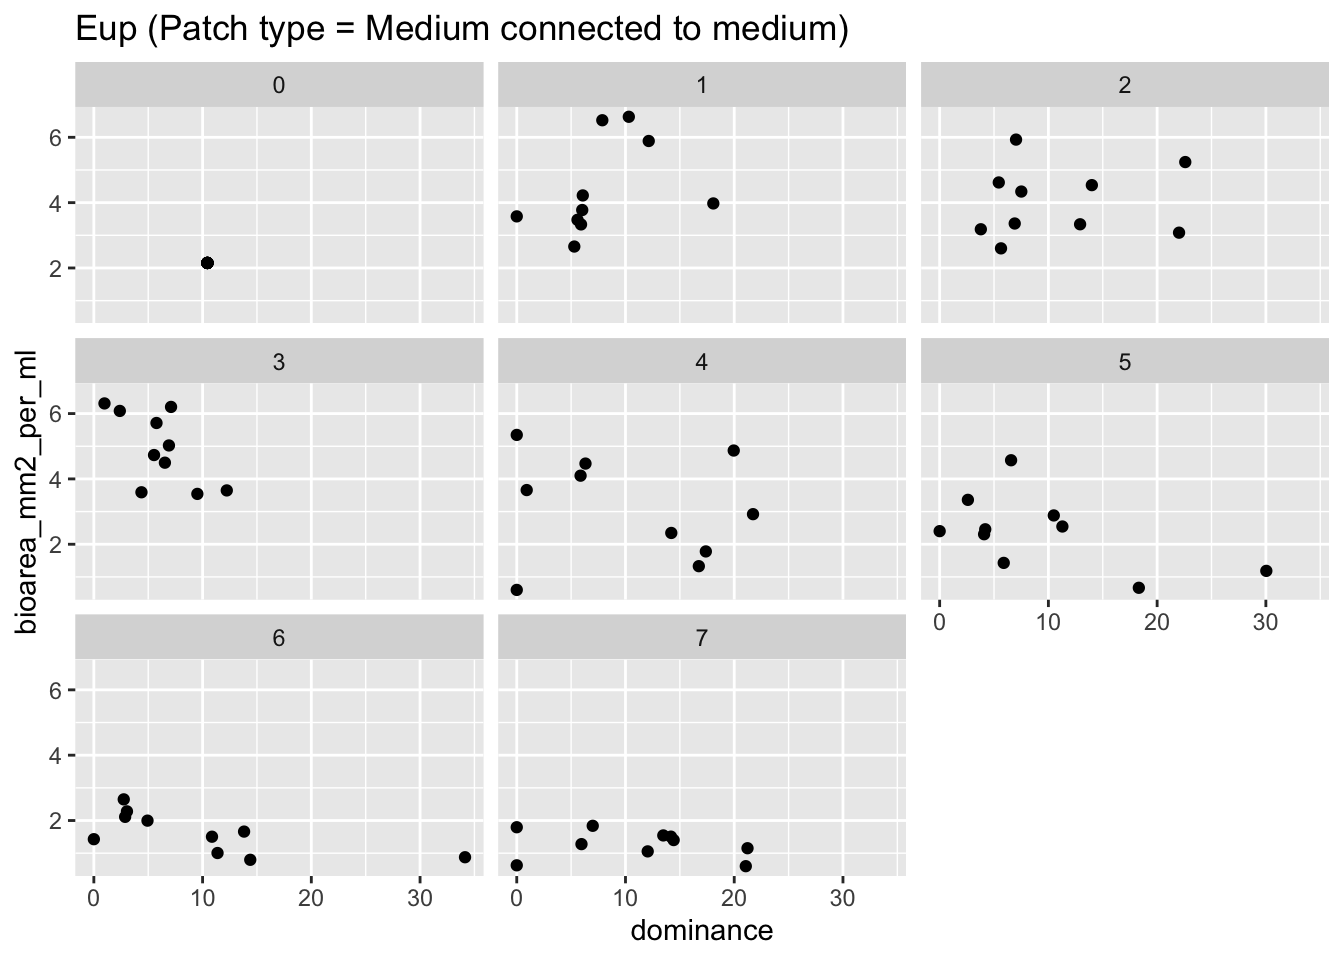 Eup (Patch type = Medium connected to medium)
0 1 2
6
4
2
3 4 5
6
4
2
0 10 20 30
6 7
6
4
2
0 10 20 30 0 10 20 30
dominance
bioarea_mm2_per_ml